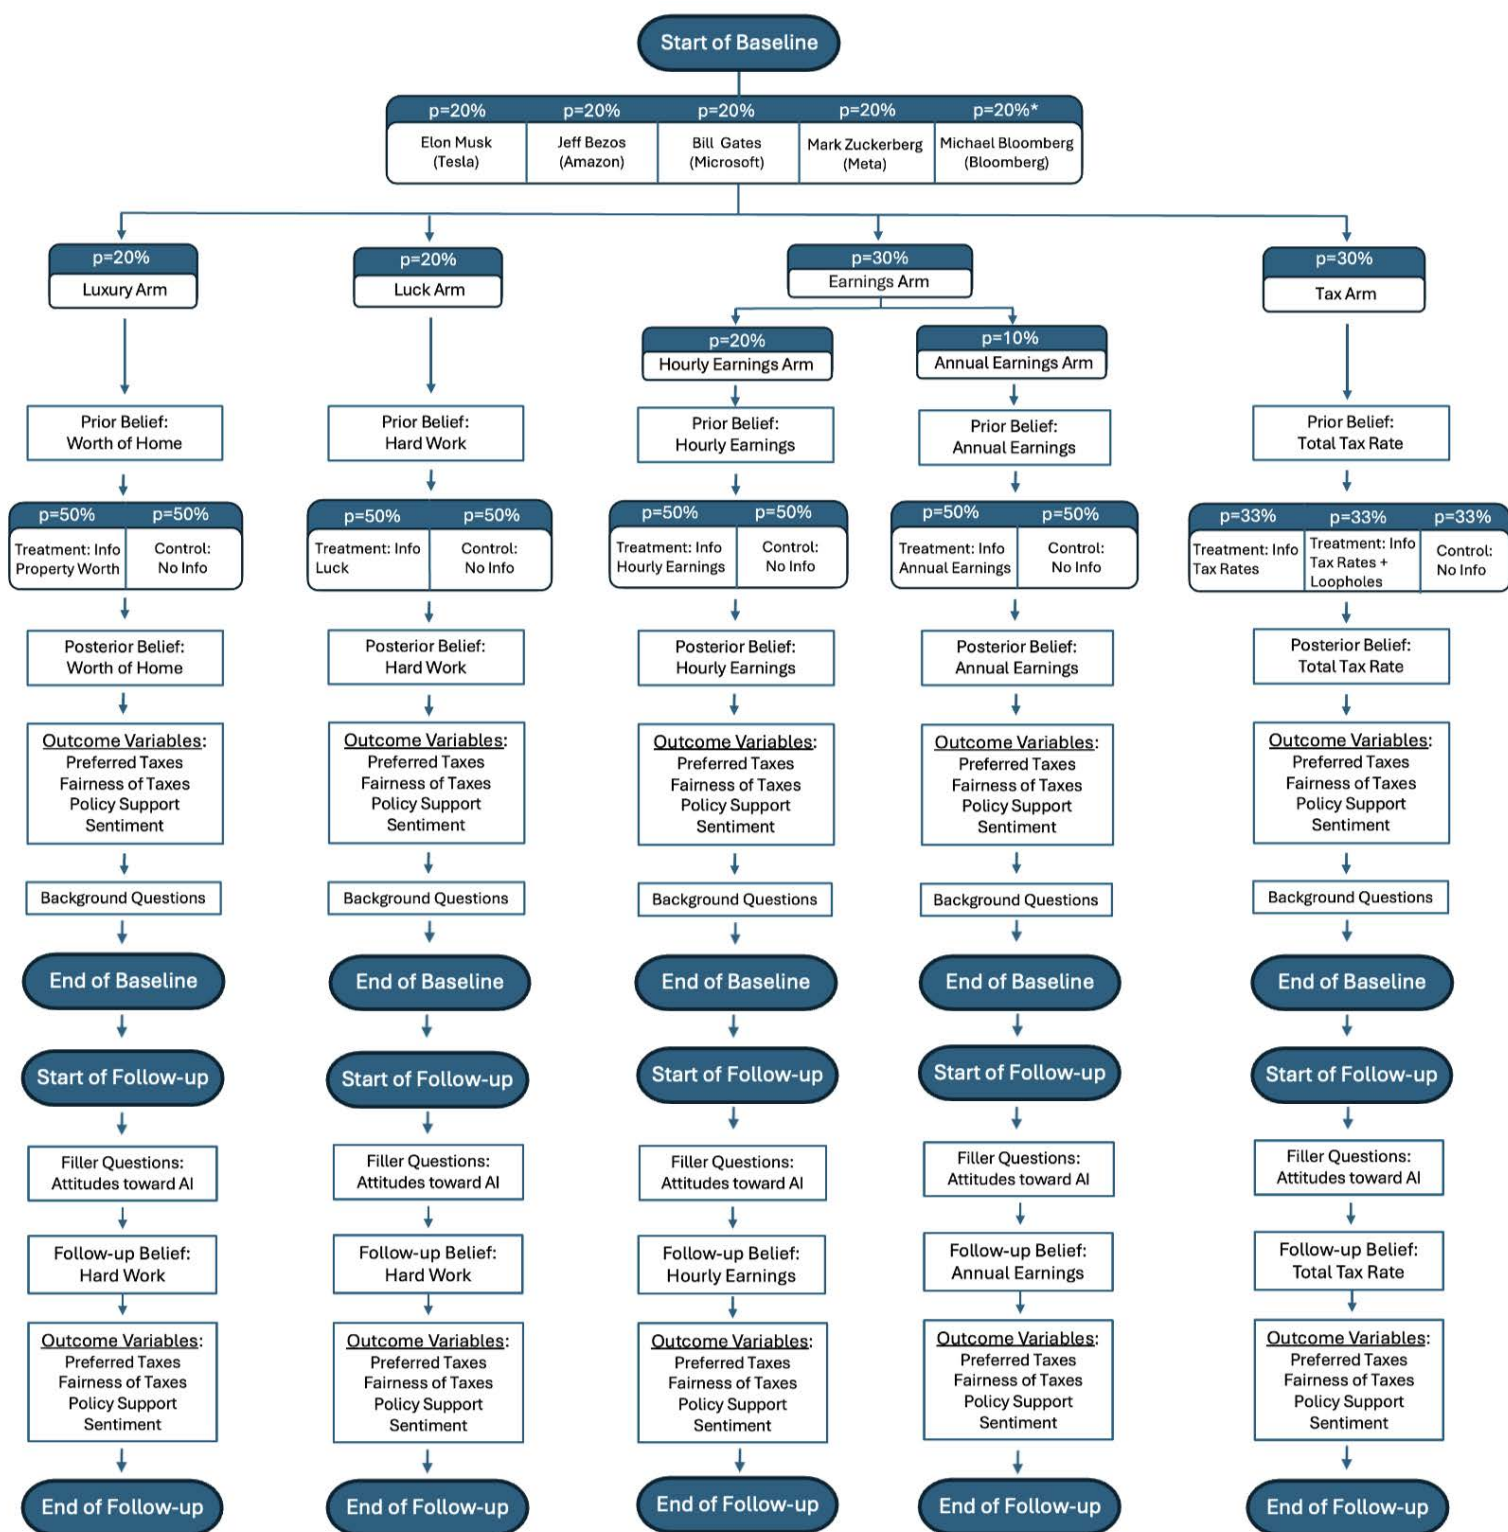 Start of Baseline
p=20%
p=20%
p=20%
p=20%
p=20%*
Elon Musk
(Tesla)
Jeff Bezos
(Amazon)
Bill Gates
(Microsoft)
Mark Zuckerberg
(Meta)
Michael Bloomberg
(Bloomberg)
p=20%
Luxury Arm
p=20%
Luck Arm
p=30%
Earnings Arm
p=30%
Tax Arm
p=20%
Hourly Earnings Arm
p=10%
Annual Earnings Arm
Prior Belief:
Worth of Home
Prior Belief:
Hard Work
Prior Belief:
Hourly Earnings
Prior Belief:
Annual Earnings
Prior Belief:
Total Tax Rate
p=50%
p=50%
Treatment: Info
Property Worth
Control:
No Info
p=50%
p=50%
Treatment: Info
Luck
Control:
No Info
p=50%
p=50%
Treatment: Info
Hourly Earnings
Control:
No Info
p=50%
p=50%
Treatment: Info
Annual Earnings
Control:
No Info
p=33%
p=33%
p=33%
Treatment: Info
Tax Rates
Treatment: Info
Tax Rates +
Loopholes
Control:
No Info
Posterior Belief:
Worth of Home
Posterior Belief:
Hard Work
Posterior Belief:
Hourly Earnings
Posterior Belief:
Annual Earnings
Posterior Belief:
Total Tax Rate
Outcome Variables:
Preferred Taxes
Fairness of Taxes
Policy Support
Sentiment
Outcome Variables:
Preferred Taxes
Fairness of Taxes
Policy Support
Sentiment
Outcome Variables:
Preferred Taxes
Fairness of Taxes
Policy Support
Sentiment
Outcome Variables:
Preferred Taxes
Fairness of Taxes
Policy Support
Sentiment
Outcome Variables:
Preferred Taxes
Fairness of Taxes
Policy Support
Sentiment
Background Questions
Background Questions
Background Questions
Background Questions
Background Questions
End of Baseline
End of Baseline
End of Baseline
End of Baseline
End of Baseline
Start of Follow-up
Start of Follow-up
Start of Follow-up
Start of Follow-up
Start of Follow-up
Filler Questions:
Attitudes toward AI
Filler Questions:
Attitudes toward AI
Filler Questions:
Attitudes toward AI
Filler Questions:
Attitudes toward AI
Filler Questions:
Attitudes toward AI
Follow-up Belief:
Hard Work
Follow-up Belief:
Hard Work
Follow-up Belief:
Hourly Earnings
Follow-up Belief:
Annual Earnings
Follow-up Belief:
Total Tax Rate
Outcome Variables:
Preferred Taxes
Fairness of Taxes
Policy Support
Sentiment
Outcome Variables:
Preferred Taxes
Fairness of Taxes
Policy Support
Sentiment
Outcome Variables:
Preferred Taxes
Fairness of Taxes
Policy Support
Sentiment
Outcome Variables:
Preferred Taxes
Fairness of Taxes
Policy Support
Sentiment
Outcome Variables:
Preferred Taxes
Fairness of Taxes
Policy Support
Sentiment
End of Follow-up
End of Follow-up
End of Follow-up
End of Follow-up
End of Follow-up